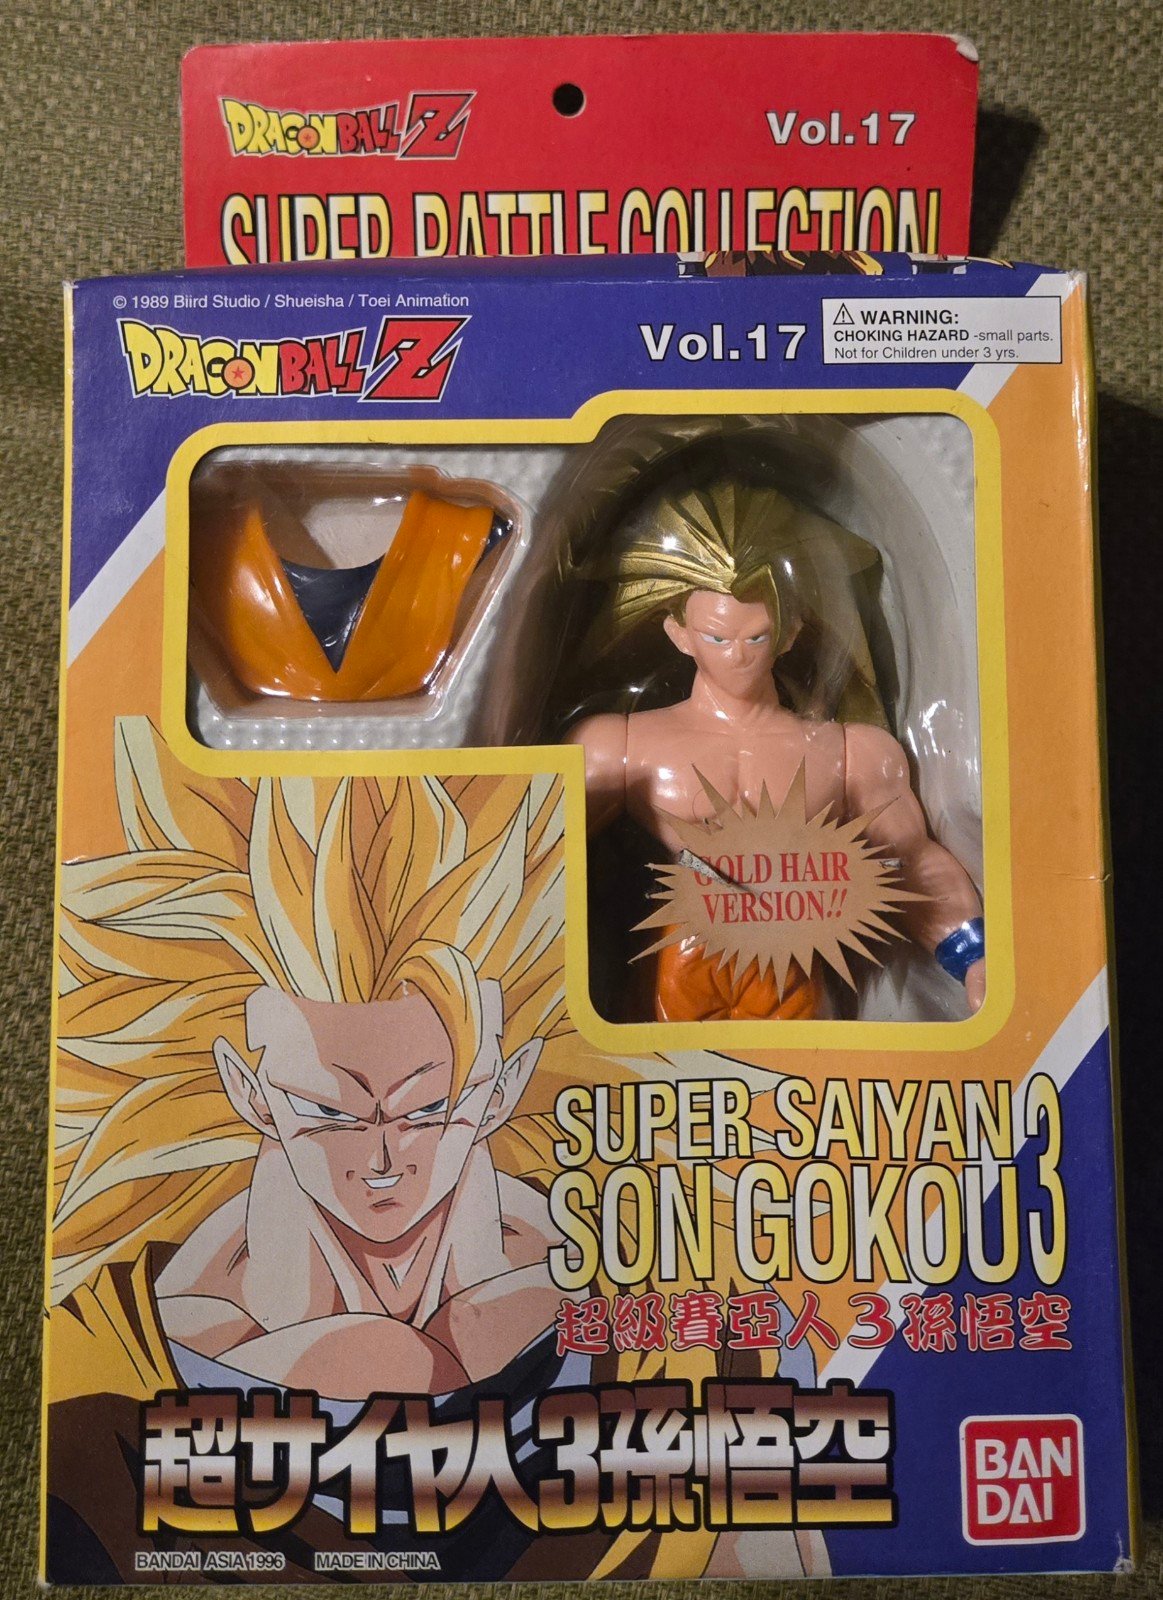 DRAGONBALL Z
Vol.17
SUPER BATTLE COLLECTION
© 1989 Biird Studio / Shueisha / Toei Animation
DRAGONBALL Z
Vol.17
⚠ WARNING:
CHOKING HAZARD -small parts.
Not for Children under 3 yrs.
GOLD HAIR
VERSION!!
SUPER SAIYAN 3
SON GOKOU
超級賽亞人3孫悟空
超サイヤ人3孫悟空
BAN
DAI
BANDAI ASIA 1996 MADE IN CHINA